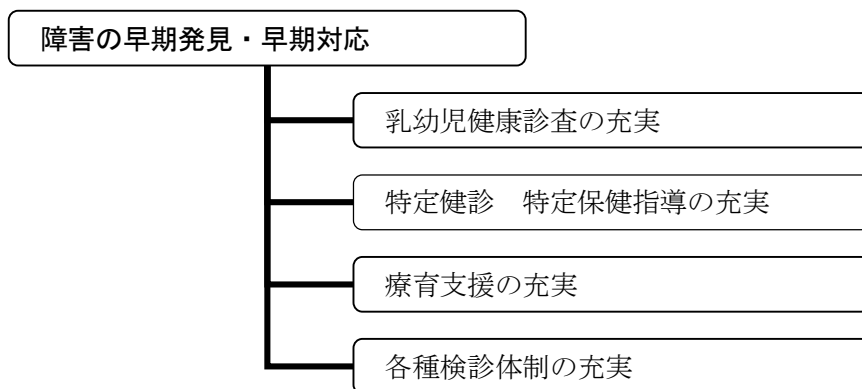 障害の早期発見・早期対応
乳幼児健康診査の充実
特定健診　特定保健指導の充実
療育支援の充実
各種検診体制の充実